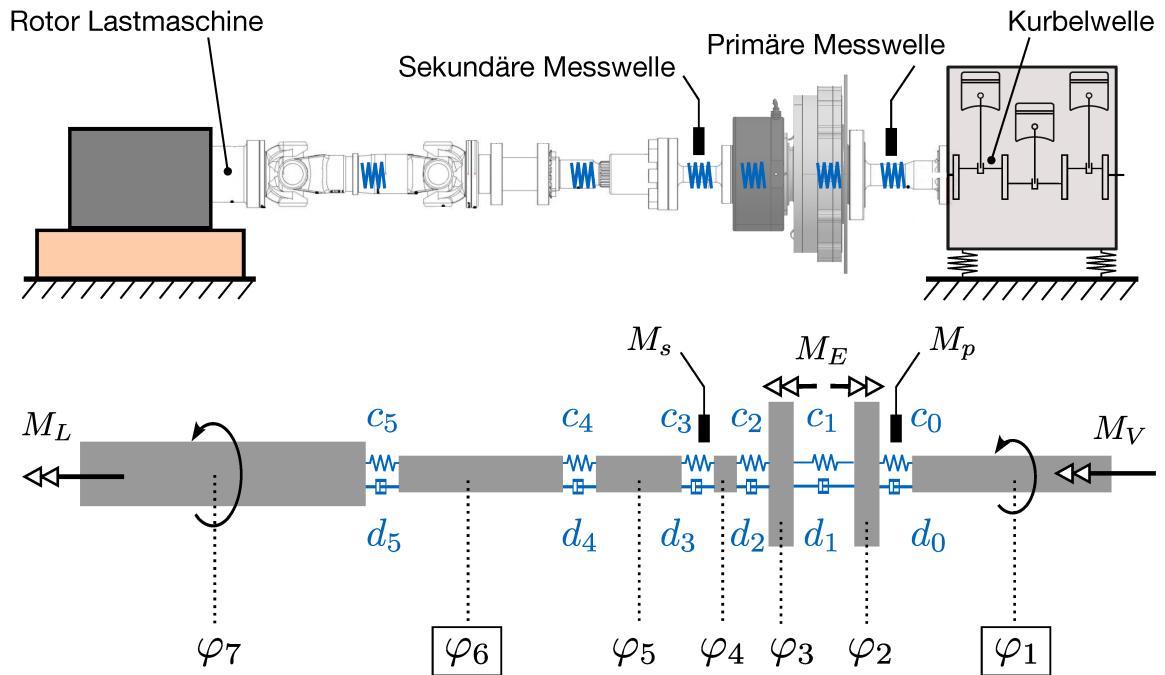 Rotor Lastmaschine
Sekundäre Messwelle
Primäre Messwelle
Kurbelwelle
M_L
M_s
M_E
M_p
M_V
c_5
c_4
c_3
c_2
c_1
c_0
d_5
d_4
d_3
d_2
d_1
d_0
φ_7
φ_6
φ_5
φ_4
φ_3
φ_2
φ_1